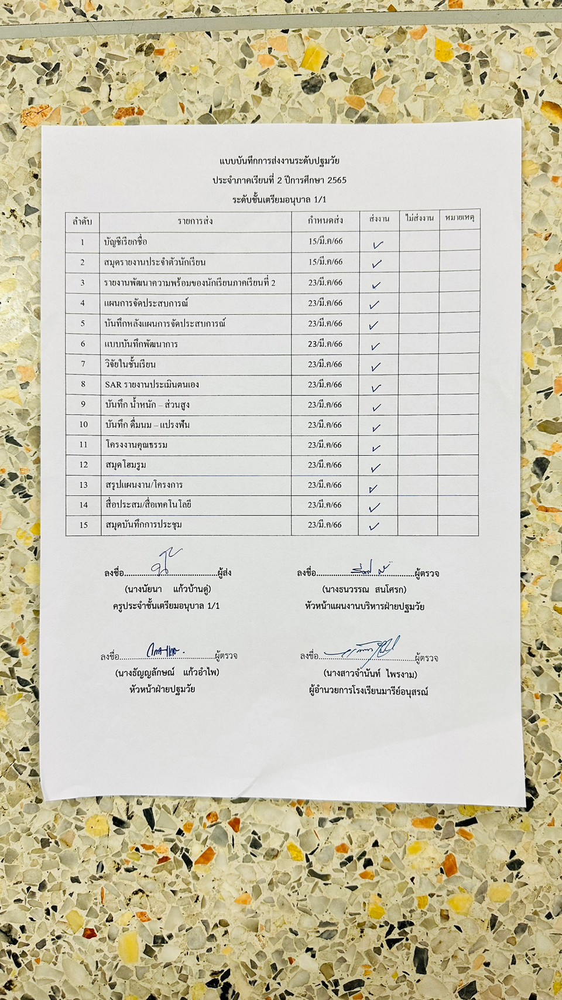 แบบบันทึกการส่งงานระดับปฐมวัย
ประจำภาคเรียนที่ 2 ปีการศึกษา 2565
ระดับชั้นเตรียมอนุบาล 1/1
ลำดับ รายการส่ง กำหนดส่ง ส่งงาน ไม่ส่งงาน หมายเหตุ
1 บัญชีเรียกชื่อ 15/มี.ค/66 ✓
2 สมุดรายงานประจำตัวนักเรียน 15/มี.ค/66 ✓
3 รายงานพัฒนาความพร้อมของนักเรียนภาคเรียนที่ 2 23/มี.ค/66 ✓
4 แผนการจัดประสบการณ์ 23/มี.ค/66 ✓
5 บันทึกหลังแผนการจัดประสบการณ์ 23/มี.ค/66 ✓
6 แบบบันทึกพัฒนาการ 23/มี.ค/66 ✓
7 วิจัยในชั้นเรียน 23/มี.ค/66 ✓
8 SAR รายงานประเมินตนเอง 23/มี.ค/66 ✓
9 บันทึก น้ำหนัก – ส่วนสูง 23/มี.ค/66 ✓
10 บันทึก ดื่มนม – แปรงฟัน 23/มี.ค/66 ✓
11 โครงงานคุณธรรม 23/มี.ค/66 ✓
12 สมุดโฮมรูม 23/มี.ค/66 ✓
13 สรุปแผนงาน/โครงการ 23/มี.ค/66 ✓
14 สื่อประสม/สื่อเทคโนโลยี 23/มี.ค/66 ✓
15 สมุดบันทึกการประชุม 23/มี.ค/66 ✓
ลงชื่อ........................................ผู้ส่ง ลงชื่อ..........................................ผู้ตรวจ
(นางนัยนา แก้วบ้านดู่) (นางธนวรรณ สนโศรก)
ครูประจำชั้นเตรียมอนุบาล 1/1 หัวหน้าแผนงานบริหารฝ่ายปฐมวัย
ลงชื่อ.........................................ผู้ตรวจ ลงชื่อ.........................................ผู้ตรวจ
(นางธัญญลักษณ์ แก้วอำไพ) (นางสาวจำนันท์ ไพรงาม)
หัวหน้าฝ่ายปฐมวัย ผู้อำนวยการโรงเรียนมารีย์อนุสรณ์